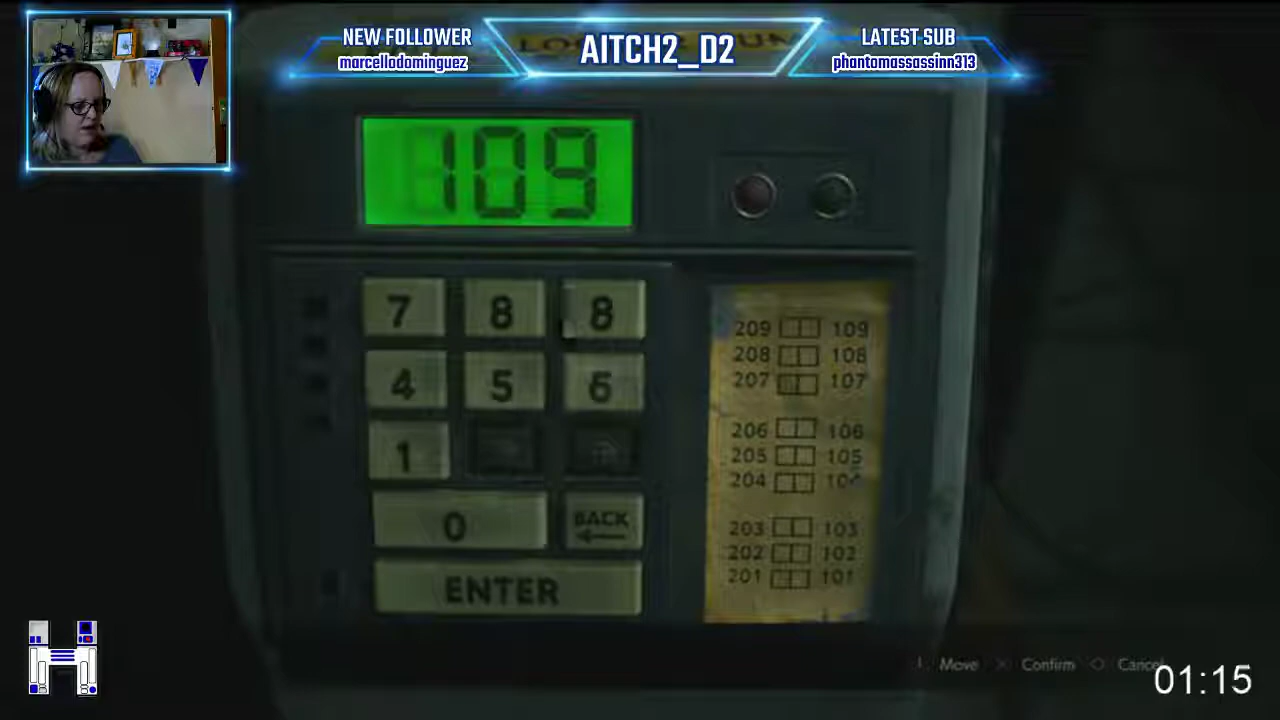 NEW FOLLOWER
marcellodominguez
AITCH2_D2
LATEST SUB
phantomassassinn313
109
7 8 8
4 5 6
1
0 BACK
ENTER
209 109
208 108
207 107
206 106
205 105
204 104
203 103
202 102
201 101
Move Confirm Cancel
01:15